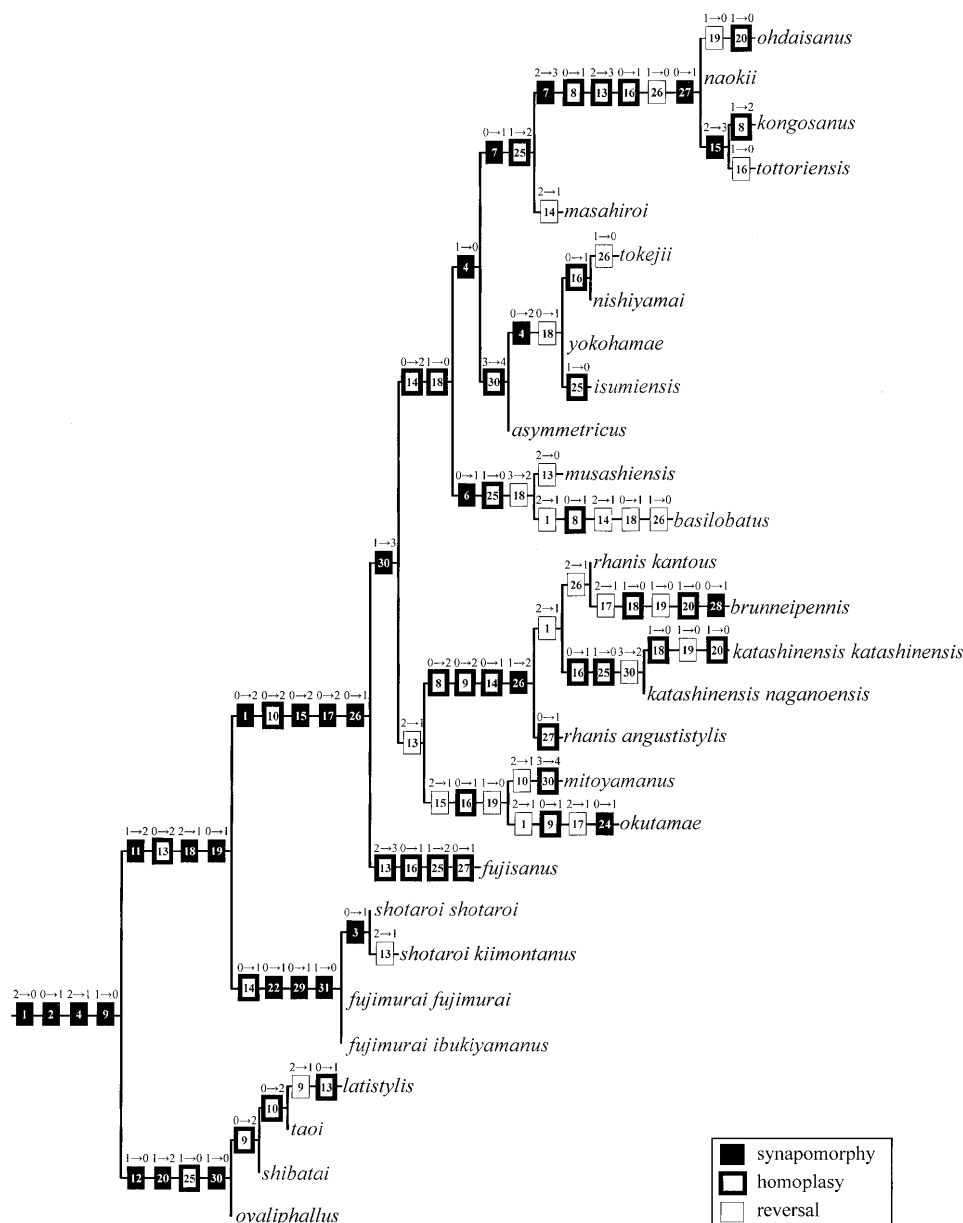 1→0 1→0
19 20 ohdaisanus
2→3 0→1 2→3 0→1 1→0 0→1
7 8 13 16 26 27
naokii
1→2
8 kongosanus
2→3
15
1→0
16 tottoriensis
0→1 1→2
7 25
2→1
14 masahiroi
1→0
4
1→0
26 tokejii
0→1
16
nishiyamai
0→2 0→1
4 18
yokohamae
1→0
25 isumiensis
0→2 1→0
14 18
3→4
30
asymmetricus
2→0
13 musashiensis
0→1 1→0 3→2
6 25 18
2→1 0→1 2→1 0→1 1→0
1 8 14 18 26 basilobatus
1→3
30
rhanis kantous
2→1
26
2→1 1→0 1→0 1→0 0→1
17 18 19 20 28 brunneipennis
2→1
1
1→0 1→0 1→0
18 19 20 katashinensis katashinensis
0→1 1→0 3→2
16 25 30
katashinensis naganoensis
0→2 0→2 0→1 1→2
8 9 14 26
0→1
27 rhanis angustistylis
0→2 0→2 0→2 0→2 0→1
1 10 15 17 26
2→1
13
2→1 3→4
10 30 mitoyamanus
2→1 0→1 1→0
15 16 19
2→1 0→1 2→1 0→1
1 9 17 24 okutamae
1→2 0→2 2→1 0→1
11 13 18 19
2→3 0→1 1→2 0→1
13 16 25 27 fujisanus
shotaroi shotaroi
0→1
3
2→1
13 shotaroi kiimontanus
0→1 0→1 0→1 1→0
14 22 29 31
fujimurai fujimurai
2→0 0→1 2→1 1→0
1 2 4 9
fujimurai ibukiyamanus
2→1 0→1
9 13 latistylis
0→2
10
taoi
0→2
9
shibatai
1→0 1→2 1→0 1→0
12 20 25 30
ovaliphallus
synapomorphy
homoplasy
reversal